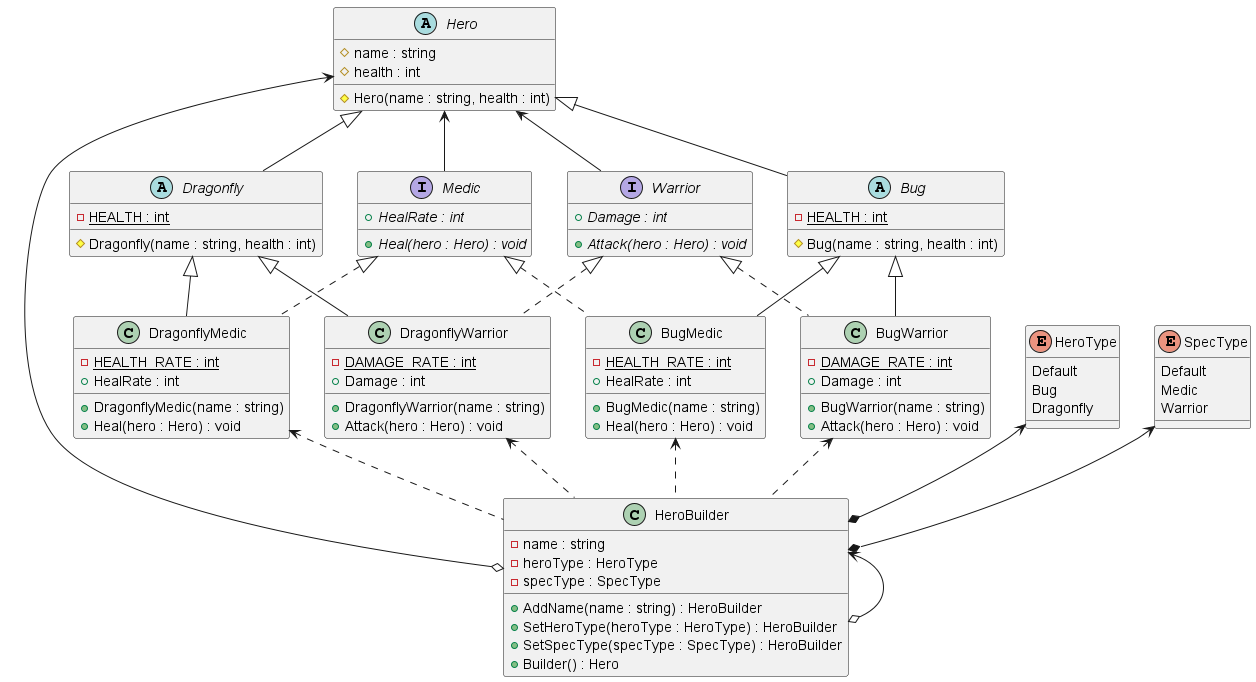 A Hero
name : string
health : int
Hero(name : string, health : int)
A Dragonfly
HEALTH : int
Dragonfly(name : string, health : int)
I Medic
HealRate : int
Heal(hero : Hero) : void
I Warrior
Damage : int
Attack(hero : Hero) : void
A Bug
HEALTH : int
Bug(name : string, health : int)
C DragonflyMedic
HEALTH_RATE : int
HealRate : int
DragonflyMedic(name : string)
Heal(hero : Hero) : void
C DragonflyWarrior
DAMAGE_RATE : int
Damage : int
DragonflyWarrior(name : string)
Attack(hero : Hero) : void
C BugMedic
HEALTH_RATE : int
HealRate : int
BugMedic(name : string)
Heal(hero : Hero) : void
C BugWarrior
DAMAGE_RATE : int
Damage : int
BugWarrior(name : string)
Attack(hero : Hero) : void
E HeroType
Default
Bug
Dragonfly
E SpecType
Default
Medic
Warrior
C HeroBuilder
name : string
heroType : HeroType
specType : SpecType
AddName(name : string) : HeroBuilder
SetHeroType(heroType : HeroType) : HeroBuilder
SetSpecType(specType : SpecType) : HeroBuilder
Builder() : Hero